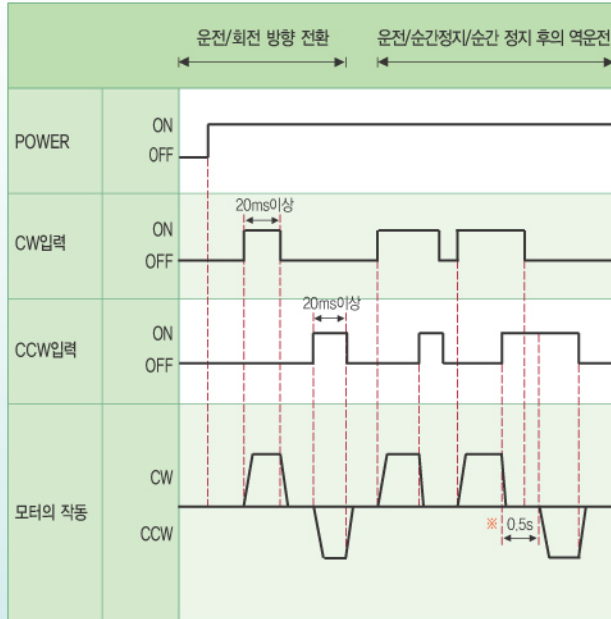 운전/회전 방향 전환
운전/순간정지/순간 정지 후의 역운전
POWER
ON
OFF
20ms이상
CW입력
ON
OFF
20ms이상
CCW입력
ON
OFF
모터의 작동
CW
CCW
※ 0.5s